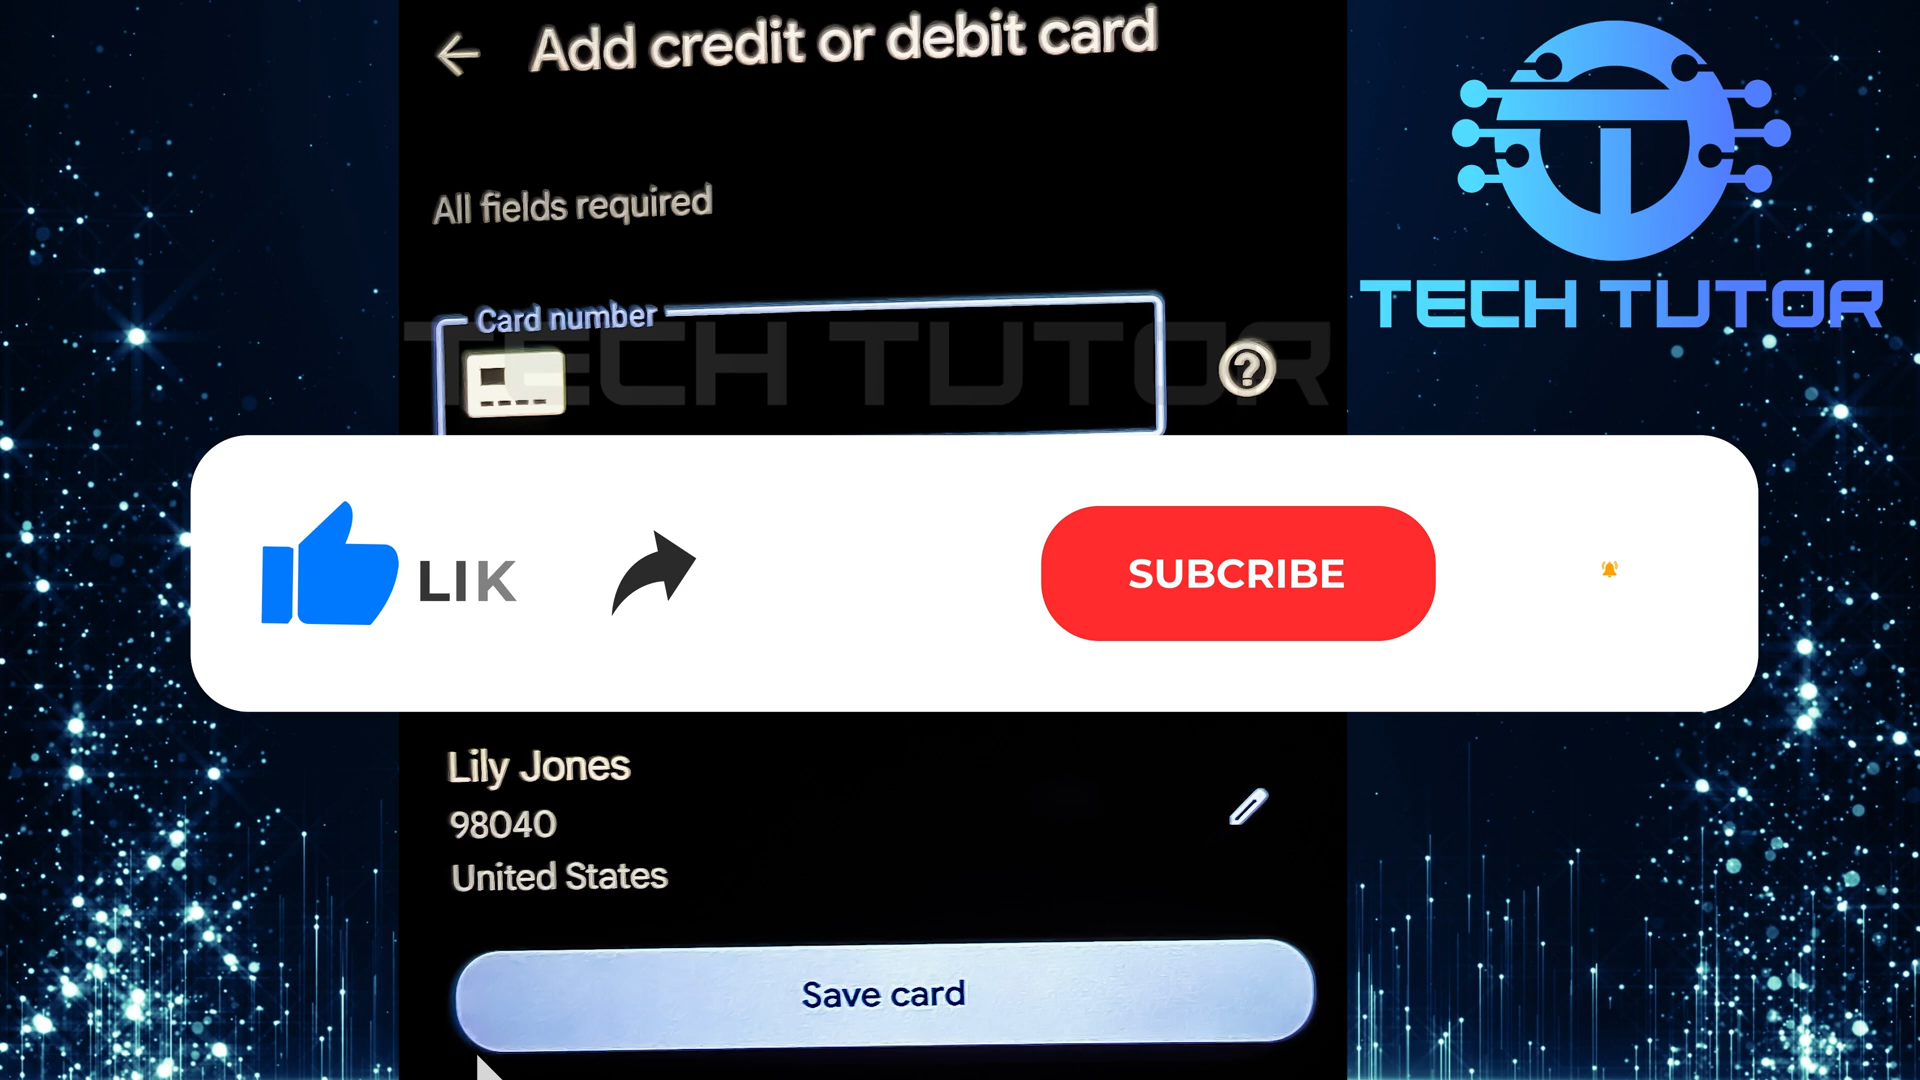 Add credit or debit card
TECH TUTOR
All fields required
Card number
TECH TUTOR
LIK
SUBCRIBE
Lily Jones
98040
United States
Save card